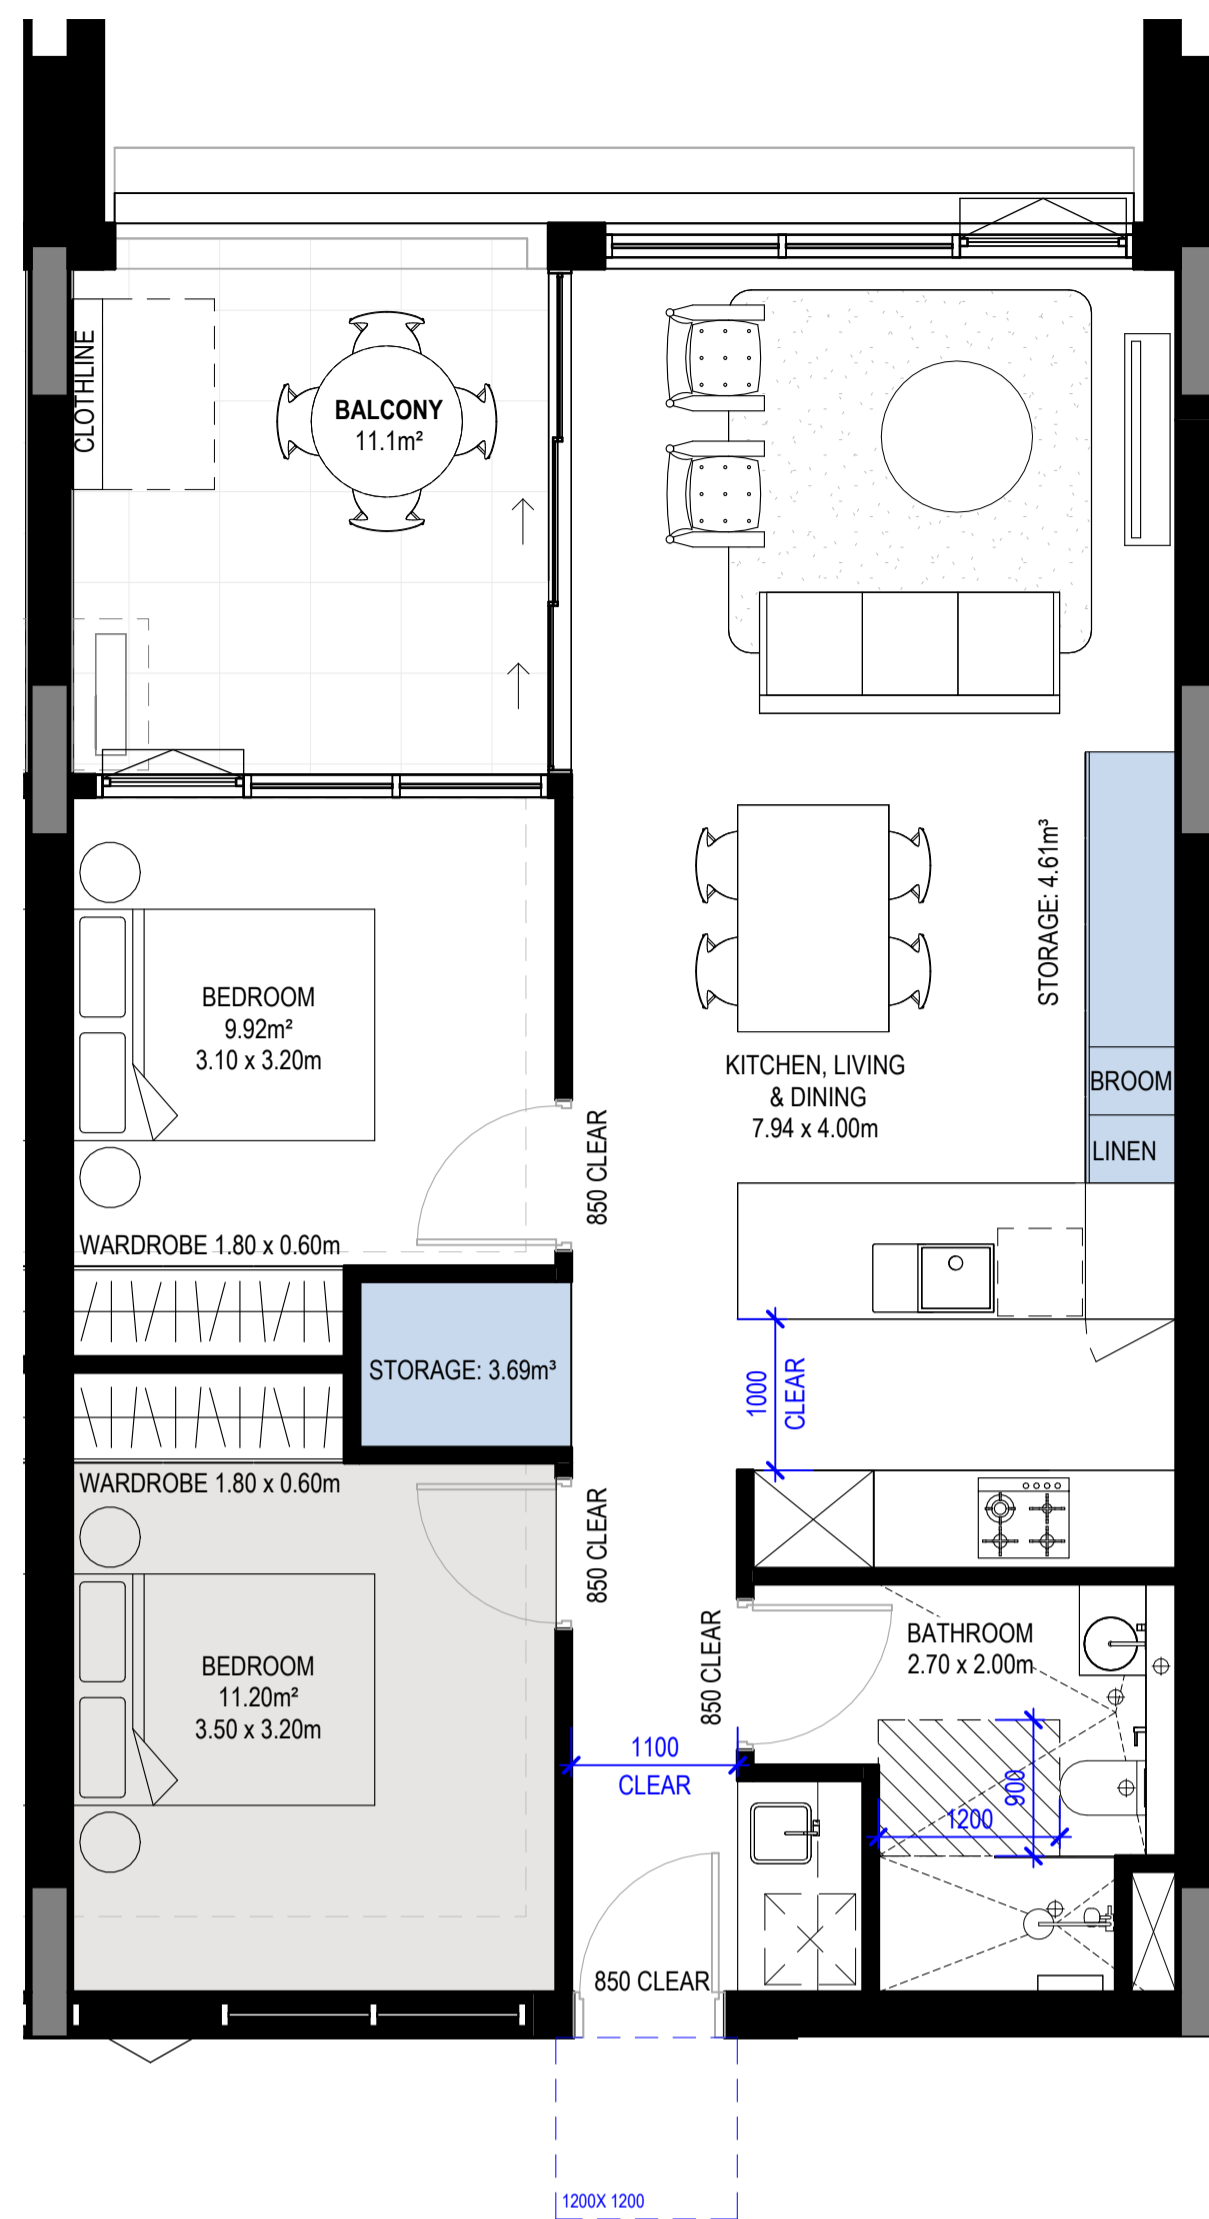 CLOTHLINE
BALCONY
11.1m²
STORAGE: 4.61m³
BEDROOM
9.92m²
3.10 x 3.20m
KITCHEN, LIVING
& DINING
7.94 x 4.00m
BROOM
LINEN
850 CLEAR
WARDROBE 1.80 x 0.60m
STORAGE: 3.69m³
1000
CLEAR
WARDROBE 1.80 x 0.60m
850 CLEAR
850 CLEAR
BATHROOM
2.70 x 2.00m
BEDROOM
11.20m²
3.50 x 3.20m
1100
CLEAR
900
1200
850 CLEAR
1200X 1200